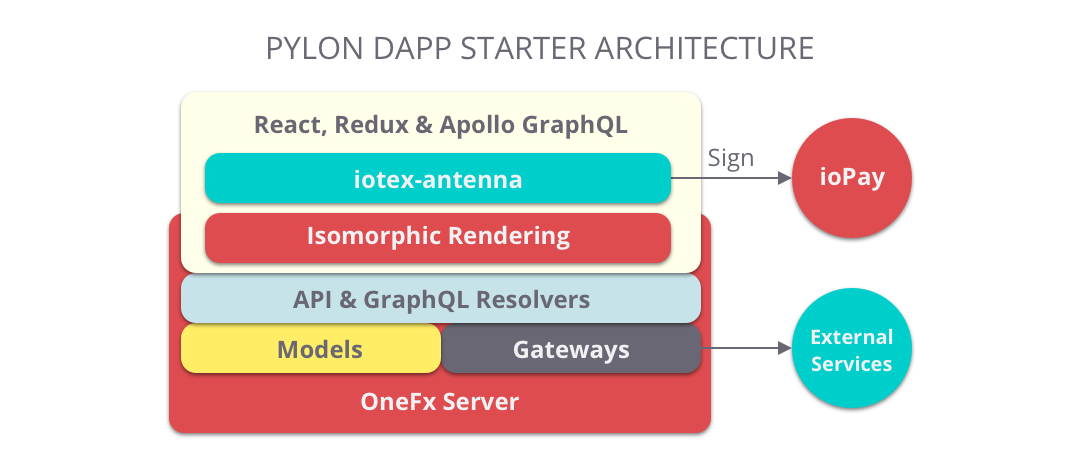 PYLON DAPP STARTER ARCHITECTURE
React, Redux & Apollo GraphQL
iotex-antenna
Sign
ioPay
Isomorphic Rendering
API & GraphQL Resolvers
Models
Gateways
External
Services
OneFx Server